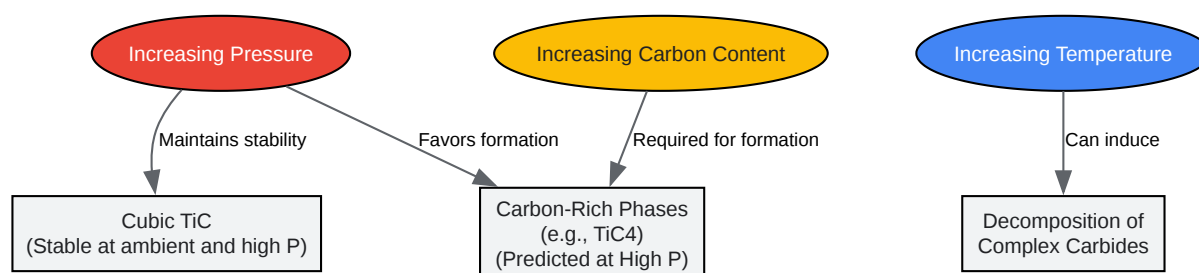 Increasing Pressure
Increasing Carbon Content
Increasing Temperature
Maintains stability
Favors formation
Required for formation
Can induce
Cubic TiC
(Stable at ambient and high P)
Carbon-Rich Phases
(e.g., TiC4)
(Predicted at High P)
Decomposition of
Complex Carbides